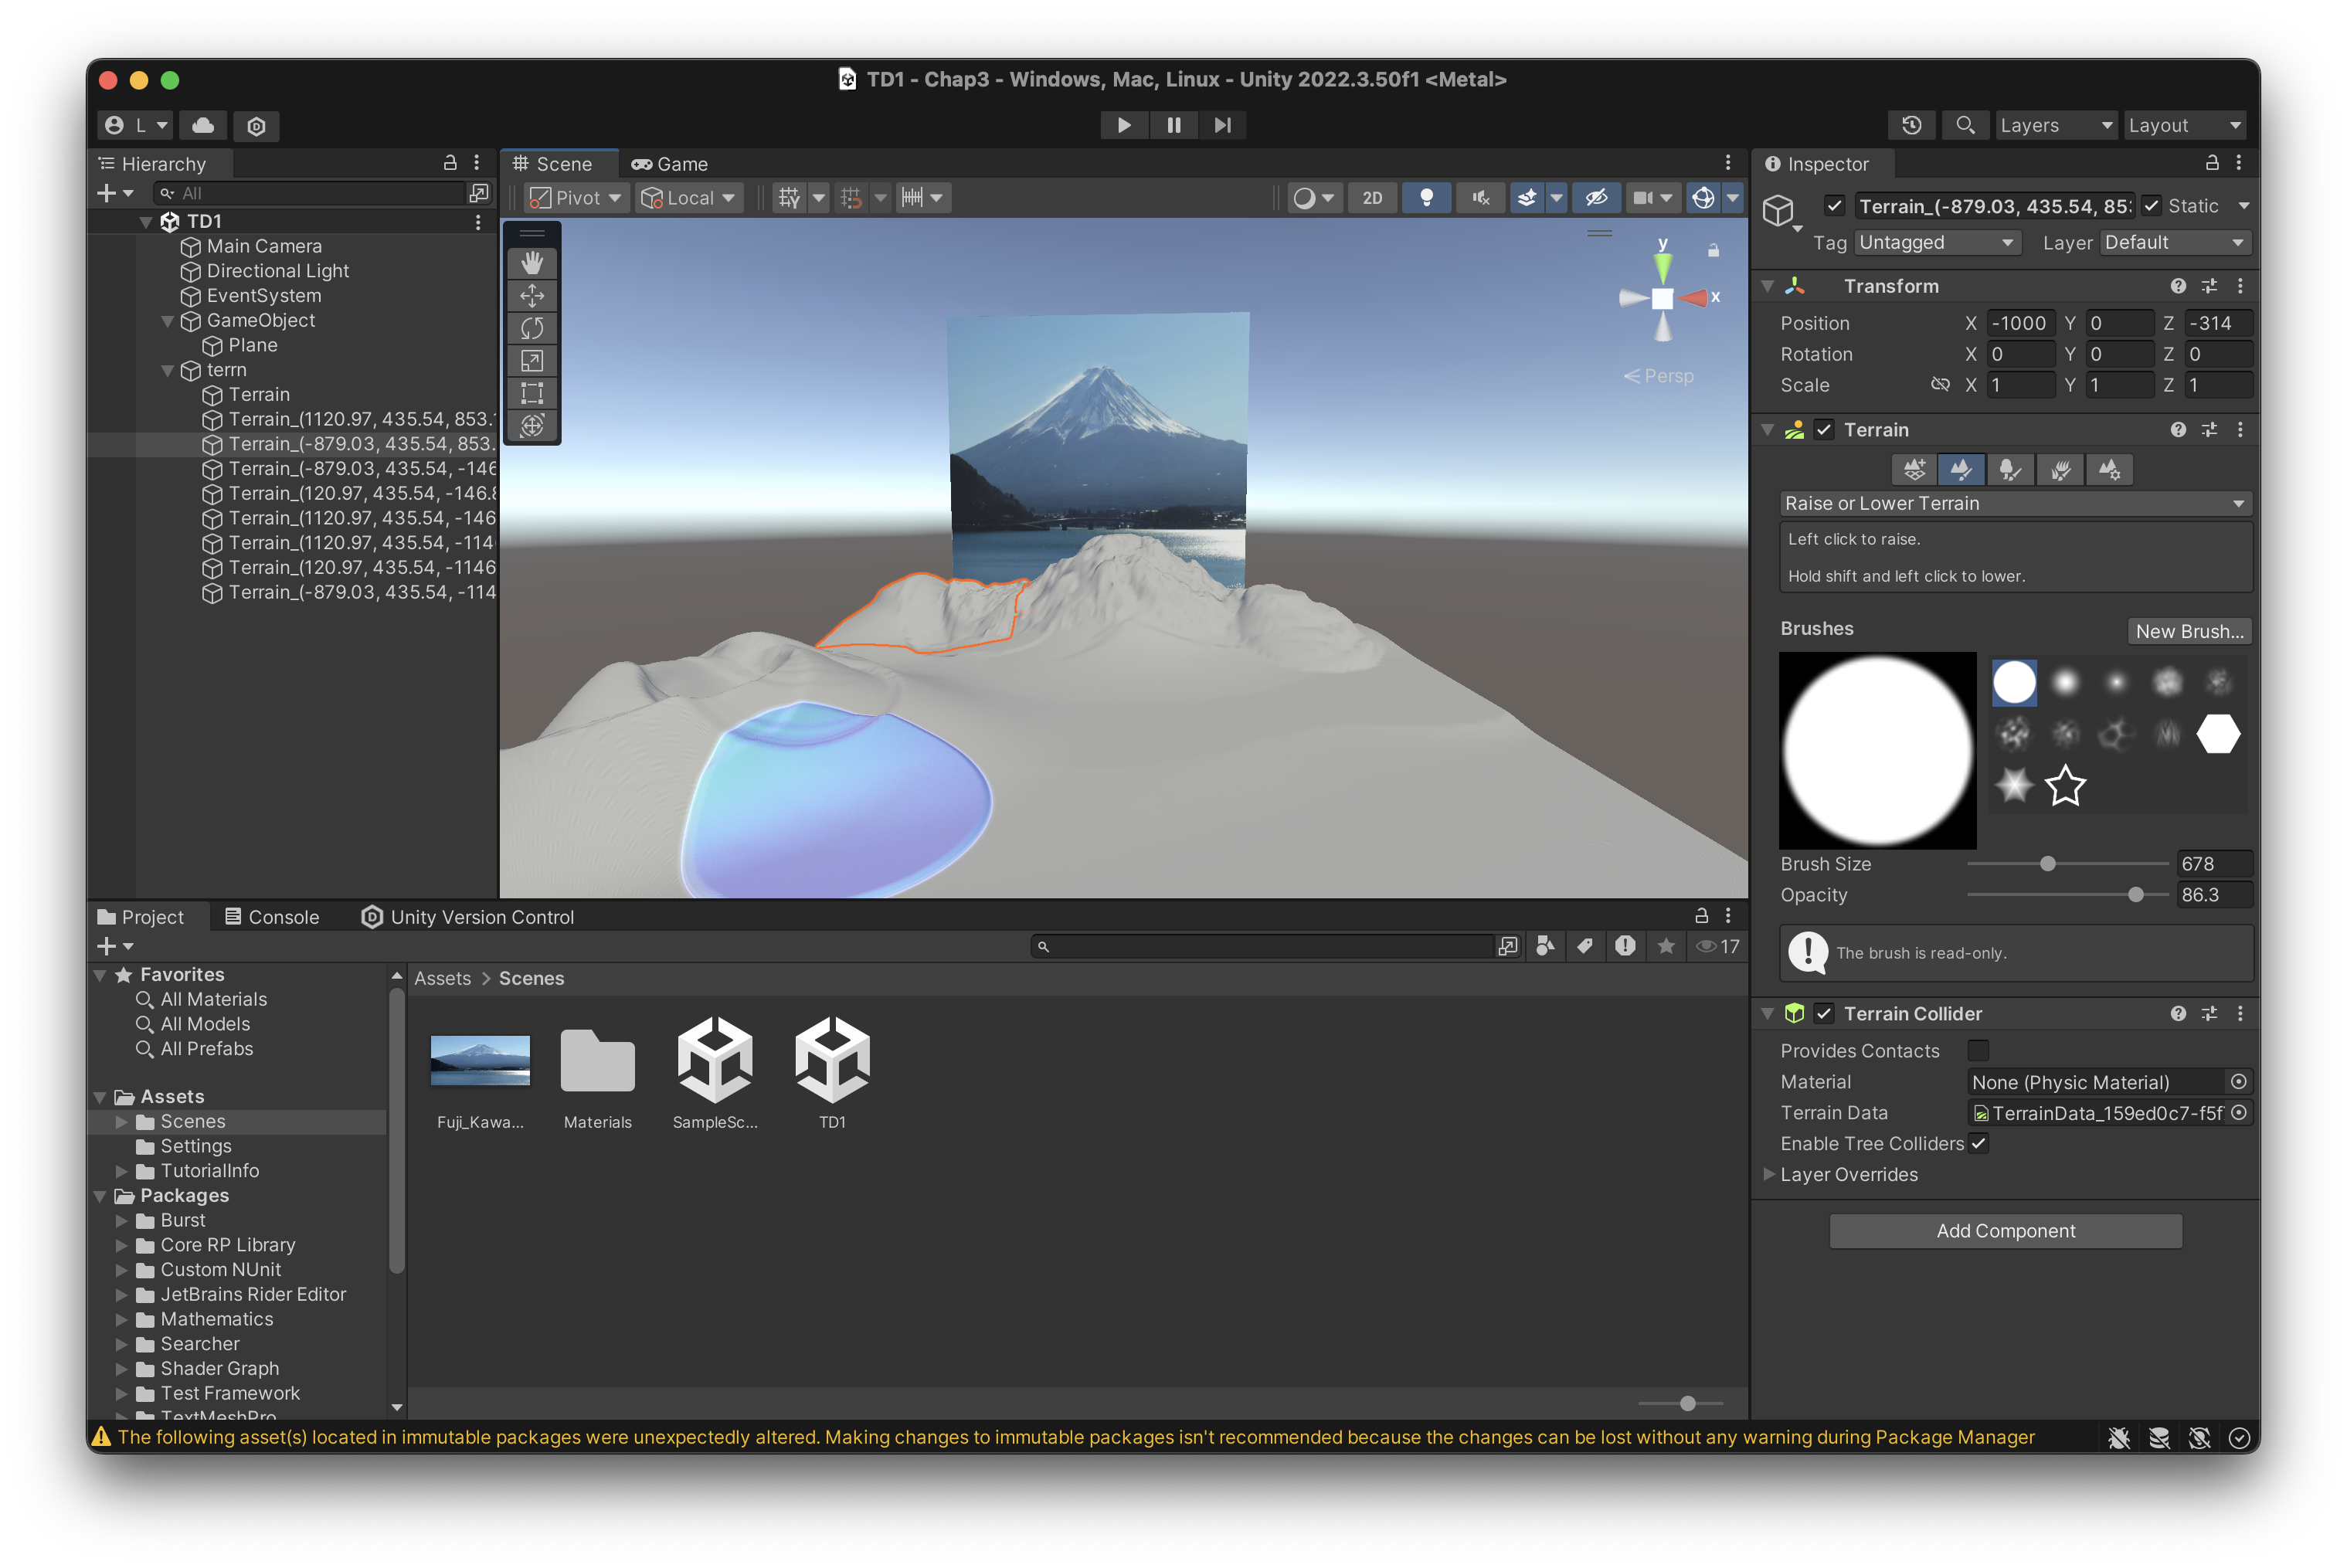 TD1 - Chap3 - Windows, Mac, Linux - Unity 2022.3.50f1 <Metal>
L
Layers
Layout
Hierarchy
All
TD1
Main Camera
Directional Light
EventSystem
GameObject
Plane
terrn
Terrain
Terrain_(1120.97, 435.54, 853.
Terrain_(-879.03, 435.54, 853.
Terrain_(-879.03, 435.54, -146
Terrain_(120.97, 435.54, -146.8
Terrain_(1120.97, 435.54, -146
Terrain_(1120.97, 435.54, -114
Terrain_(120.97, 435.54, -1146
Terrain_(-879.03, 435.54, -114
Scene
Game
Pivot
Local
2D
y
x
Persp
Inspector
Terrain_(-879.03, 435.54, 85
Static
Tag Untagged
Layer Default
Transform
Position X -1000 Y 0 Z -314
Rotation X 0 Y 0 Z 0
Scale X 1 Y 1 Z 1
Terrain
Raise or Lower Terrain
Left click to raise.
Hold shift and left click to lower.
Brushes
New Brush...
Brush Size 678
Opacity 86.3
The brush is read-only.
Terrain Collider
Provides Contacts
Material None (Physic Material)
Terrain Data TerrainData_159ed0c7-f5f
Enable Tree Colliders
Layer Overrides
Add Component
Project
Console
Unity Version Control
17
Favorites
All Materials
All Models
All Prefabs
Assets
Scenes
Settings
TutorialInfo
Packages
Burst
Core RP Library
Custom NUnit
JetBrains Rider Editor
Mathematics
Searcher
Shader Graph
Test Framework
TextMeshPro
Assets > Scenes
Fuji_Kawa...
Materials
SampleSc...
TD1
The following asset(s) located in immutable packages were unexpectedly altered. Making changes to immutable packages isn't recommended because the changes can be lost without any warning during Package Manager